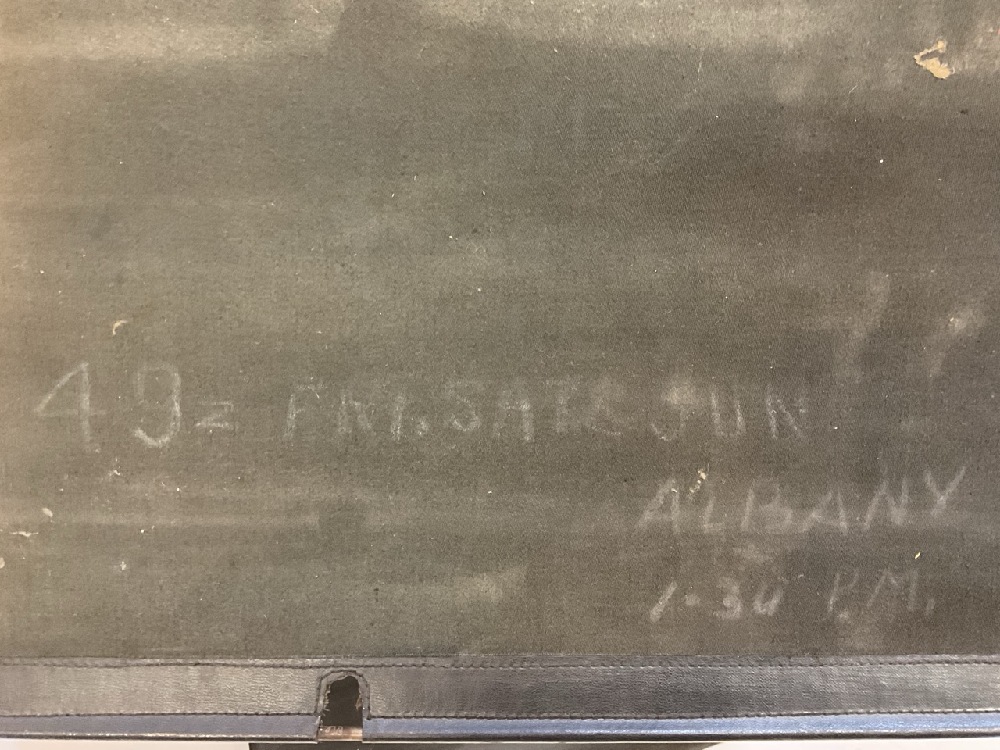 49= FRI. SAT & SUN
ALBANY
1.30 P.M.